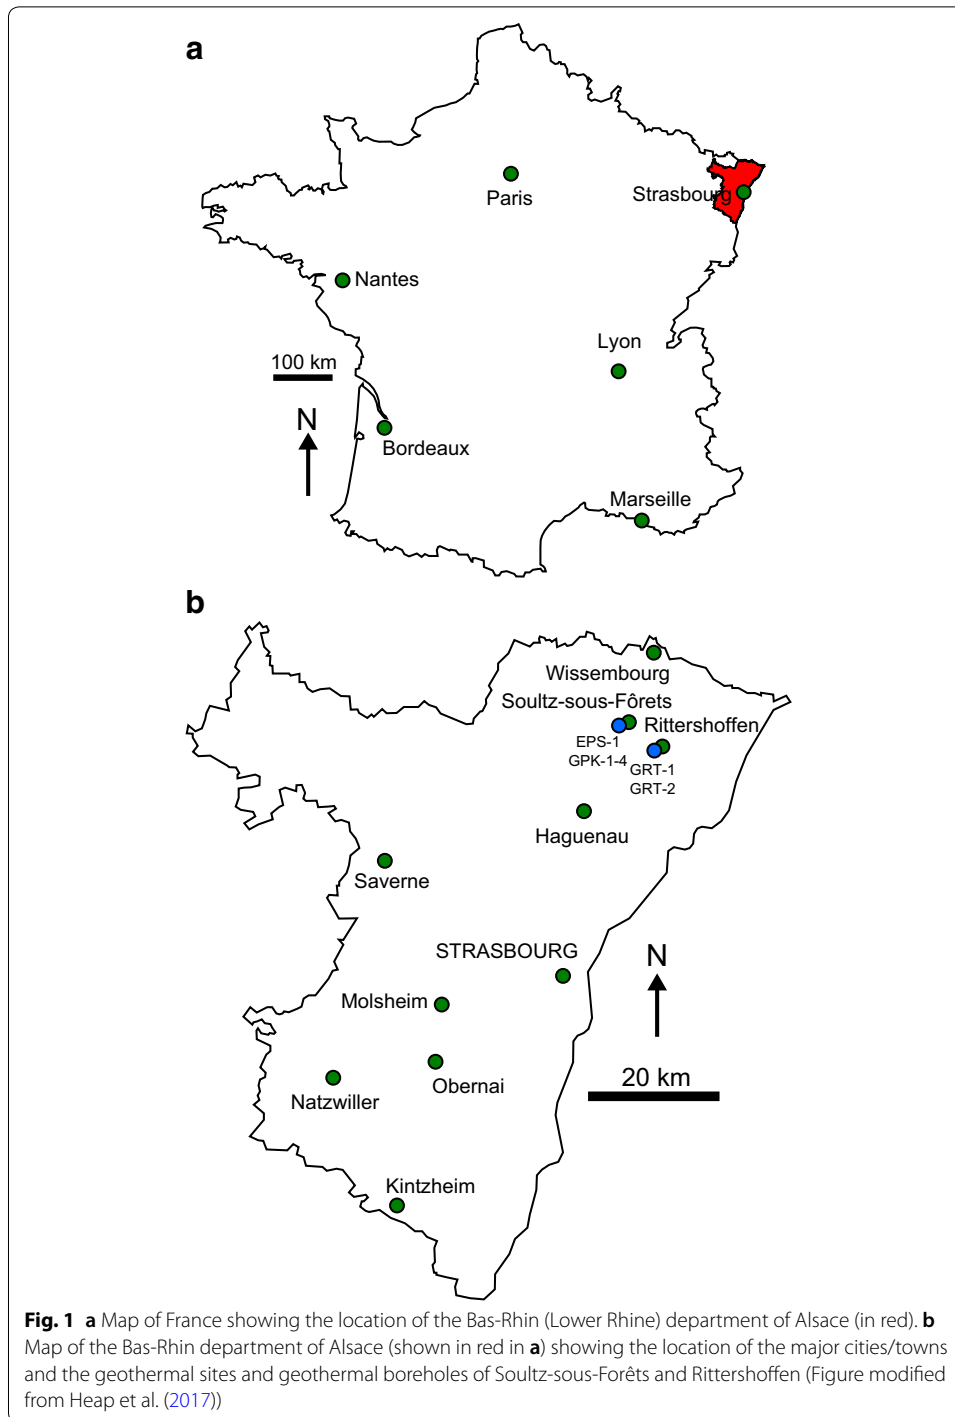 a
Paris
Strasbourg
Nantes
Lyon
100 km
N
Bordeaux
Marseille
b
Wissembourg
Soultz-sous-Fôrets
Rittershoffen
EPS-1
GPK-1-4
GRT-1
GRT-2
Haguenau
Saverne
STRASBOURG
N
Molsheim
20 km
Obernai
Natzwiller
Kintzheim
Fig. 1 a Map of France showing the location of the Bas-Rhin (Lower Rhine) department of Alsace (in red). b
Map of the Bas-Rhin department of Alsace (shown in red in a) showing the location of the major cities/towns
and the geothermal sites and geothermal boreholes of Soultz-sous-Forêts and Rittershoffen (Figure modified
from Heap et al. (2017))